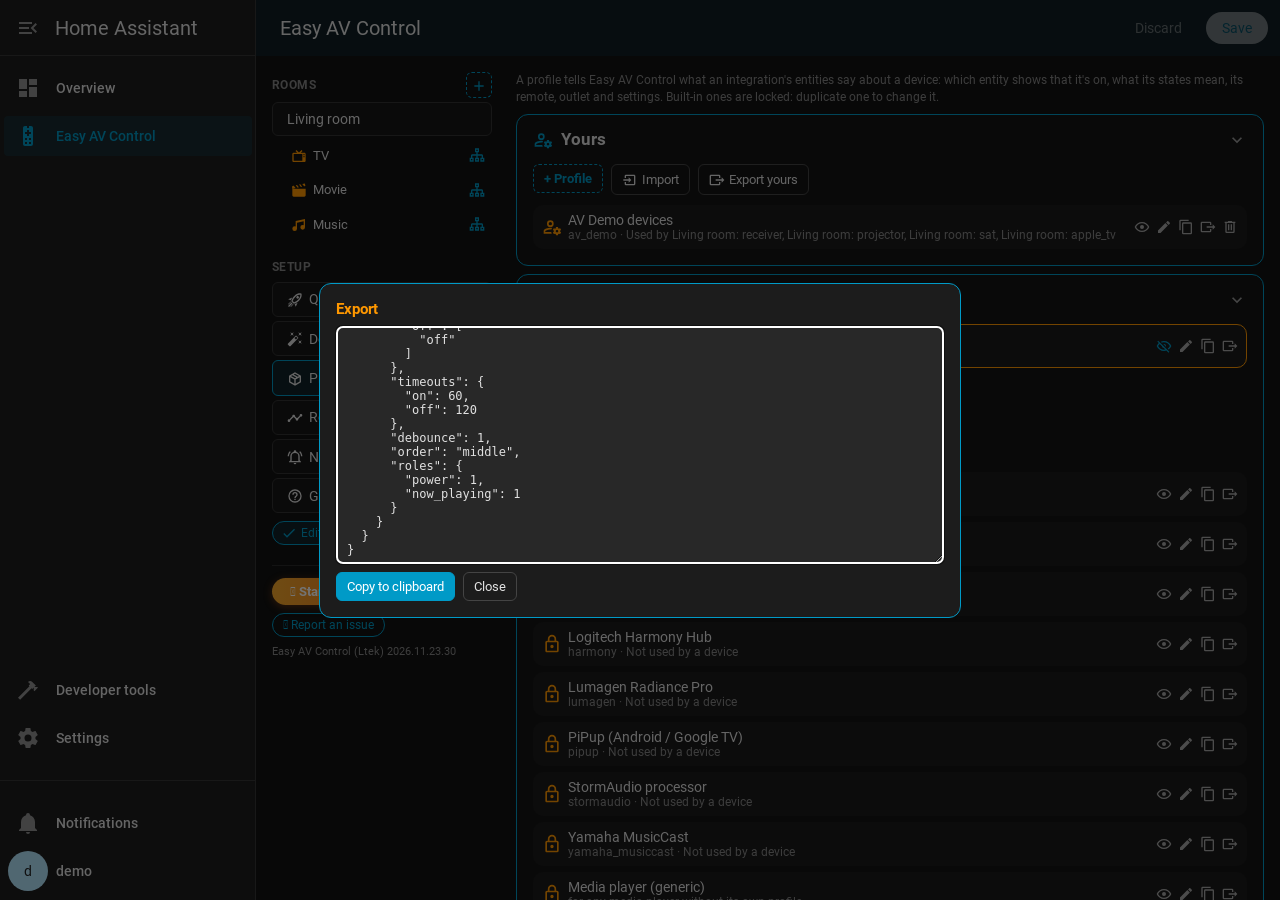 Home Assistant
Easy AV Control
Discard
Save
Overview
Easy AV Control
Developer tools
Settings
Notifications
d
demo
ROOMS
+
Living room
TV
Movie
Music
SETUP
Q
D
P
R
N
G
Edit
Sta
Report an issue
Easy AV Control (Ltek) 2026.11.23.30
A profile tells Easy AV Control what an integration's entities say about a device: which entity shows that it's on, what its states mean, its
remote, outlet and settings. Built-in ones are locked: duplicate one to change it.
Yours
+ Profile
Import
Export yours
AV Demo devices
av_demo · Used by Living room: receiver, Living room: projector, Living room: sat, Living room: apple_tv
Export
"off"
]
},
"timeouts": {
"on": 60,
"off": 120
},
"debounce": 1,
"order": "middle",
"roles": {
"power": 1,
"now_playing": 1
}
}
}
}
Copy to clipboard
Close
Logitech Harmony Hub
harmony · Not used by a device
Lumagen Radiance Pro
lumagen · Not used by a device
PiPup (Android / Google TV)
pipup · Not used by a device
StormAudio processor
stormaudio · Not used by a device
Yamaha MusicCast
yamaha_musiccast · Not used by a device
Media player (generic)